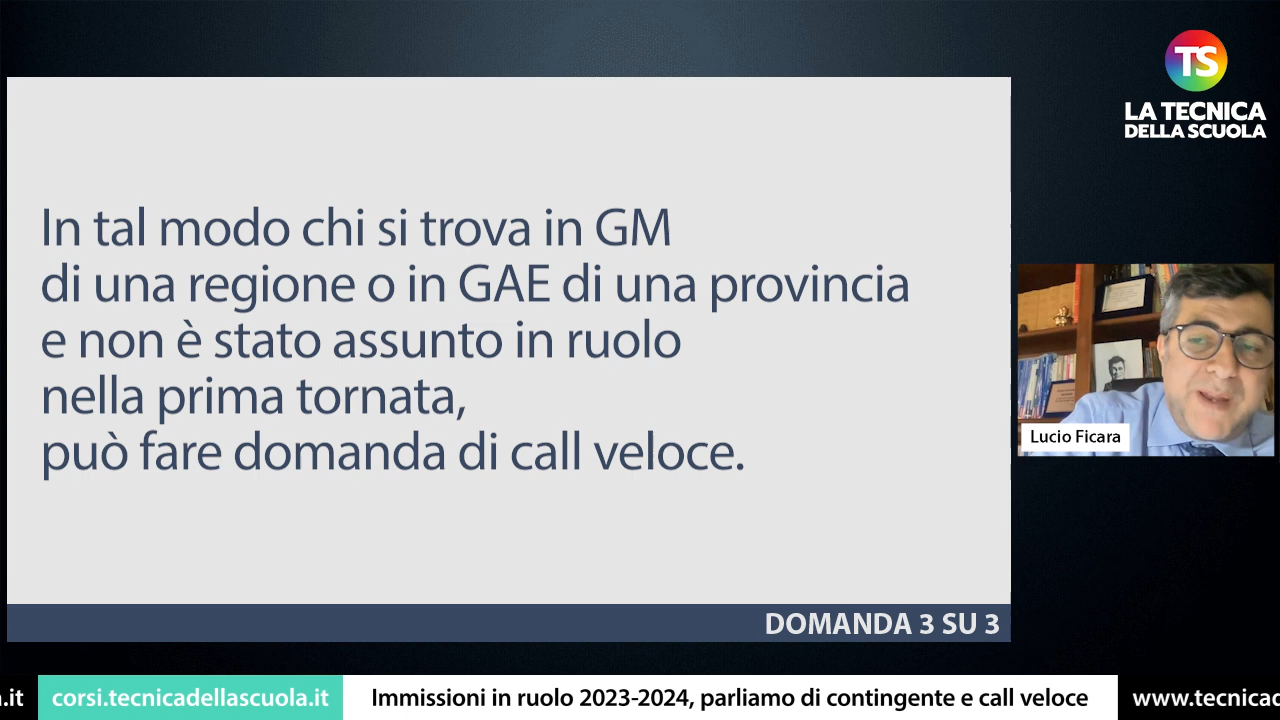 TS
LA TECNICA
DELLA SCUOLA
In tal modo chi si trova in GM
di una regione o in GAE di una provincia
e non è stato assunto in ruolo
nella prima tornata,
può fare domanda di call veloce.
Lucio Ficara
DOMANDA 3 SU 3
a.it corsi.tecnicadellascuola.it Immissioni in ruolo 2023-2024, parliamo di contingente e call veloce www.tecnicad